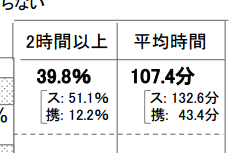 らない
2時間以上 平均時間
39.8% 107.4分
ス: 51.1% ス: 132.6分
携: 12.2% 携: 43.4分
%